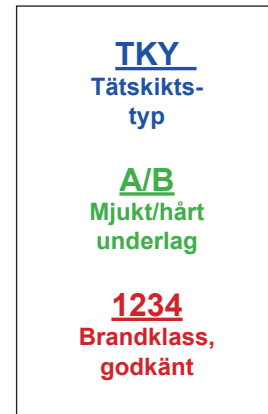 TKY
Tätskikts-
typ
A/B
Mjukt/hårt
underlag
1234
Brandklass,
godkänt